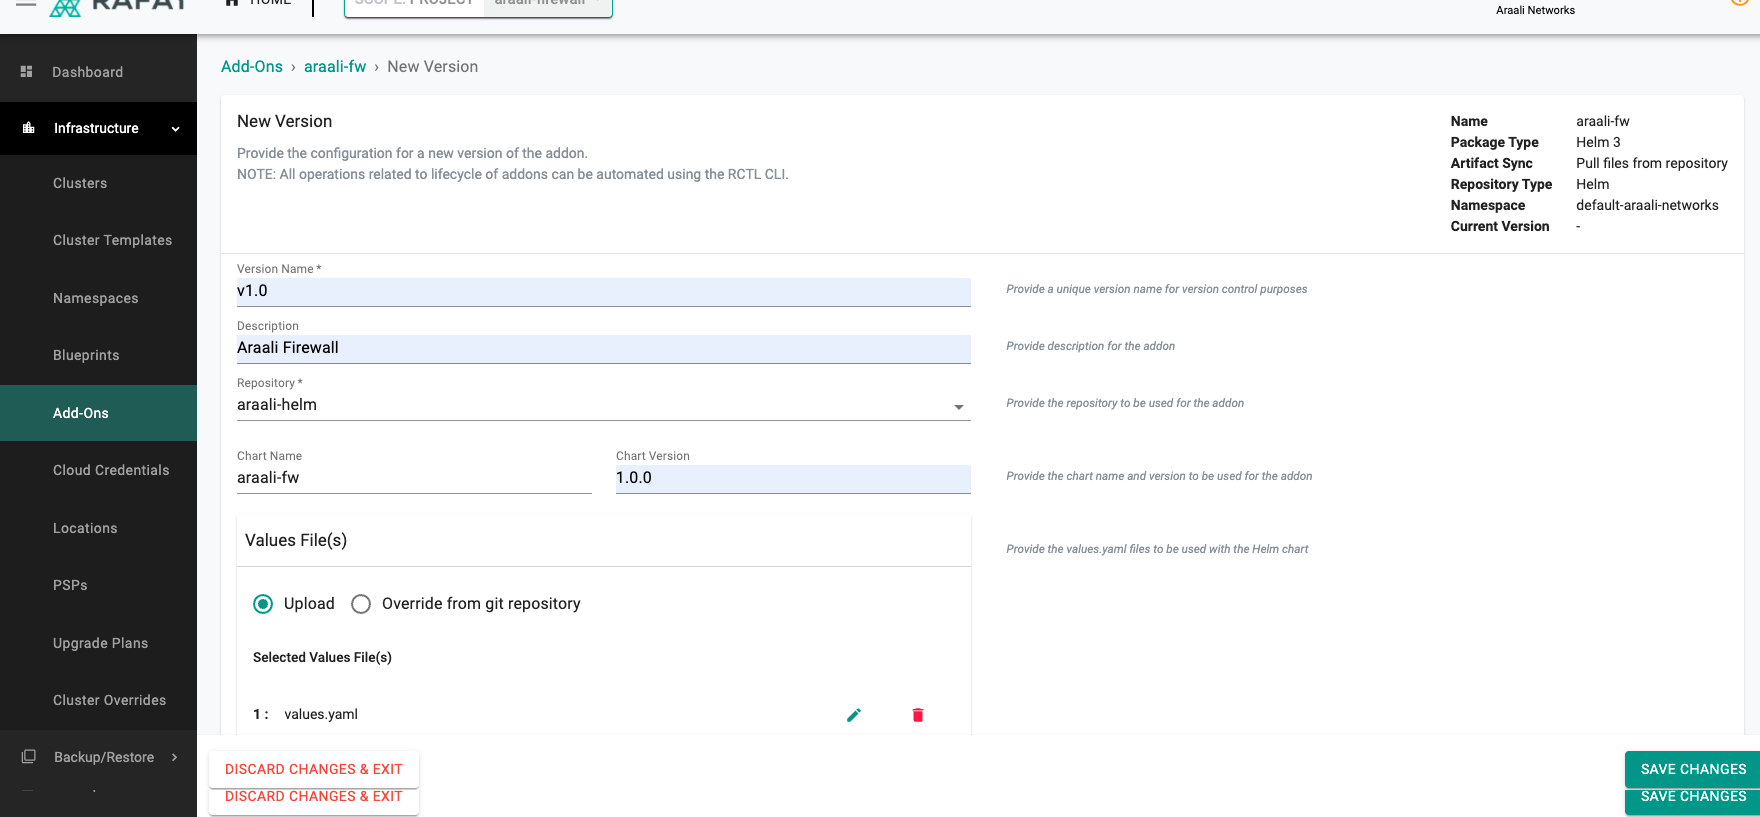 RAFAY
HOME
SCOPE: PROJECT araali-firewall
Araali Networks
Dashboard
Infrastructure
Clusters
Cluster Templates
Namespaces
Blueprints
Add-Ons
Cloud Credentials
Locations
PSPs
Upgrade Plans
Cluster Overrides
Backup/Restore
Add-Ons › araali-fw › New Version
New Version
Provide the configuration for a new version of the addon.
NOTE: All operations related to lifecycle of addons can be automated using the RCTL CLI.
Name araali-fw
Package Type Helm 3
Artifact Sync Pull files from repository
Repository Type Helm
Namespace default-araali-networks
Current Version -
Version Name *
v1.0
Provide a unique version name for version control purposes
Description
Araali Firewall
Provide description for the addon
Repository *
araali-helm
Provide the repository to be used for the addon
Chart Name
araali-fw
Chart Version
1.0.0
Provide the chart name and version to be used for the addon
Values File(s)
Provide the values.yaml files to be used with the Helm chart
Upload Override from git repository
Selected Values File(s)
1 : values.yaml
DISCARD CHANGES & EXIT
SAVE CHANGES
DISCARD CHANGES & EXIT
SAVE CHANGES